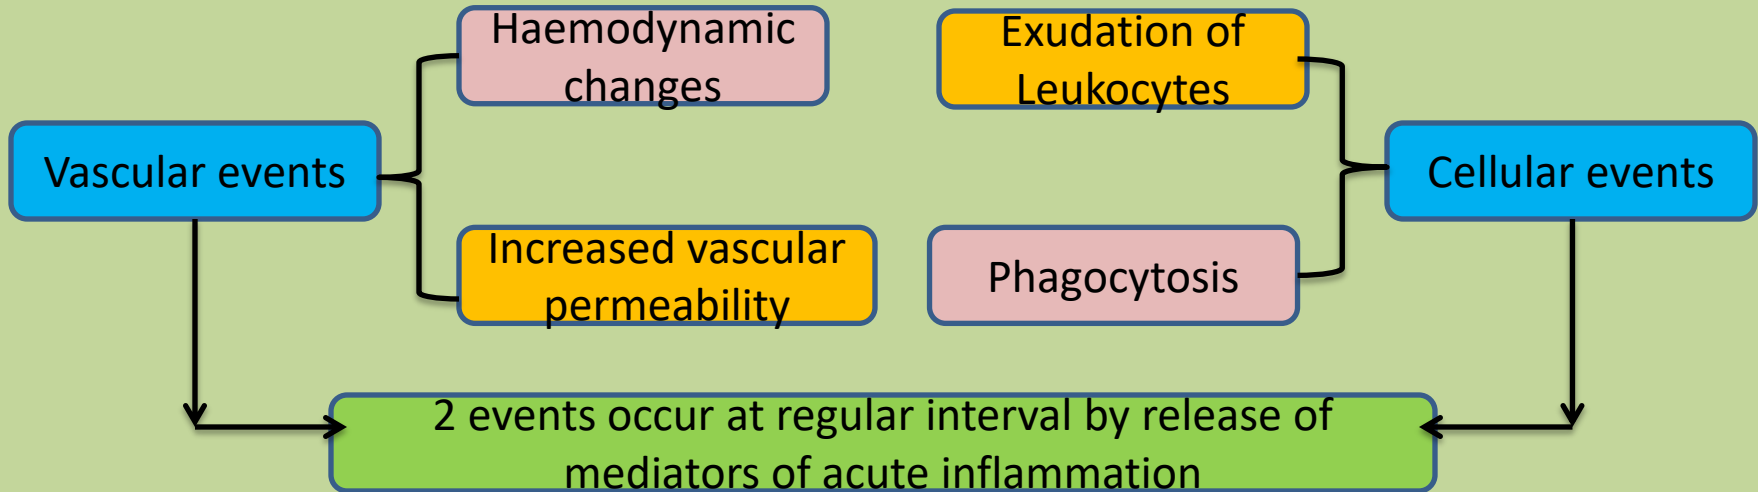 Haemodynamic
changes
Exudation of
Leukocytes
Vascular events
Cellular events
Increased vascular
permeability
Phagocytosis
2 events occur at regular interval by release of
mediators of acute inflammation